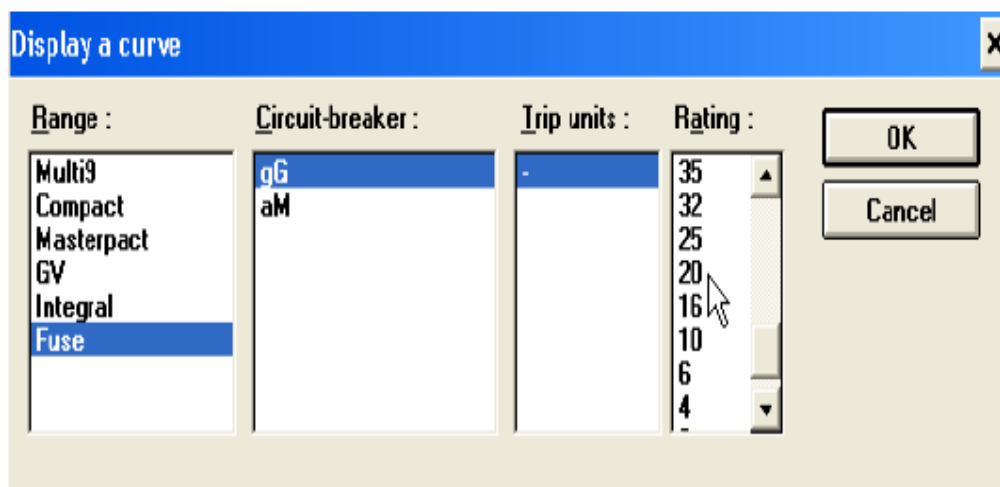 Display a curve
Range :
Circuit-breaker :
Trip units :
Rating :
Multi9
Compact
Masterpact
GV
Integral
Fuse
gG
aM
-
35
32
25
20
16
10
6
4
OK
Cancel